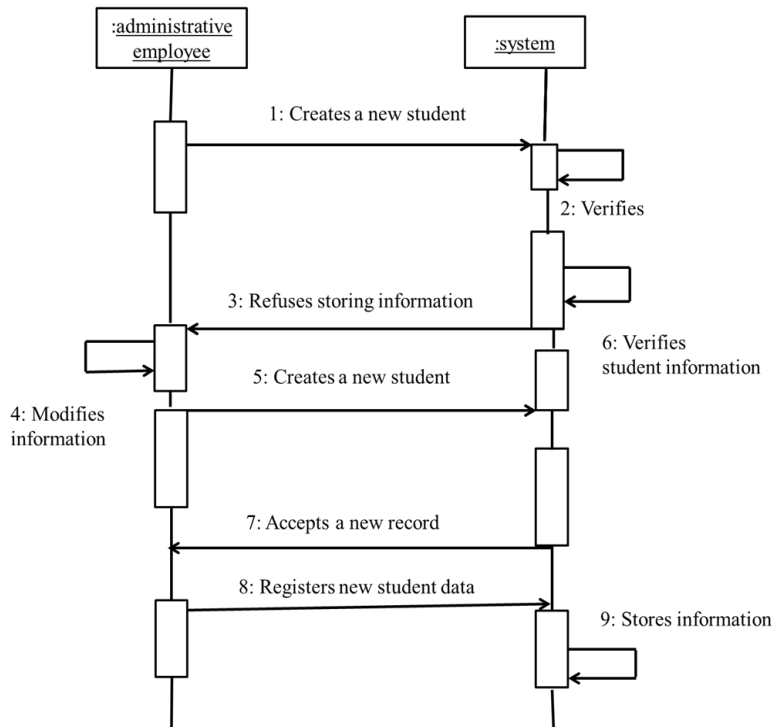 :administrative
employee
:system
1: Creates a new student
2: Verifies
3: Refuses storing information
6: Verifies
student information
5: Creates a new student
4: Modifies
information
7: Accepts a new record
8: Registers new student data
9: Stores information